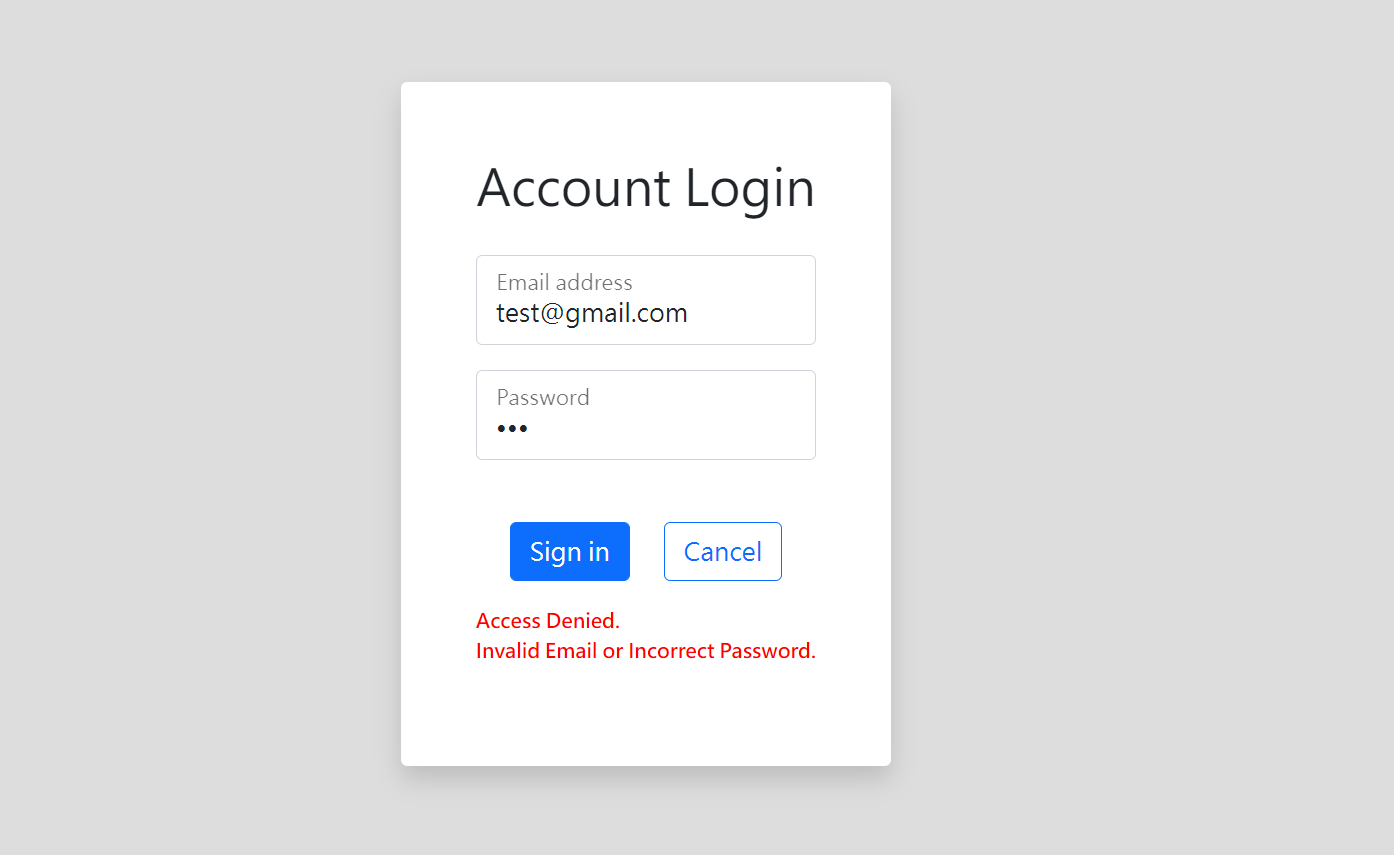 Account Login
Email address
test@gmail.com
Password
•••
Sign in
Cancel
Access Denied.
Invalid Email or Incorrect Password.